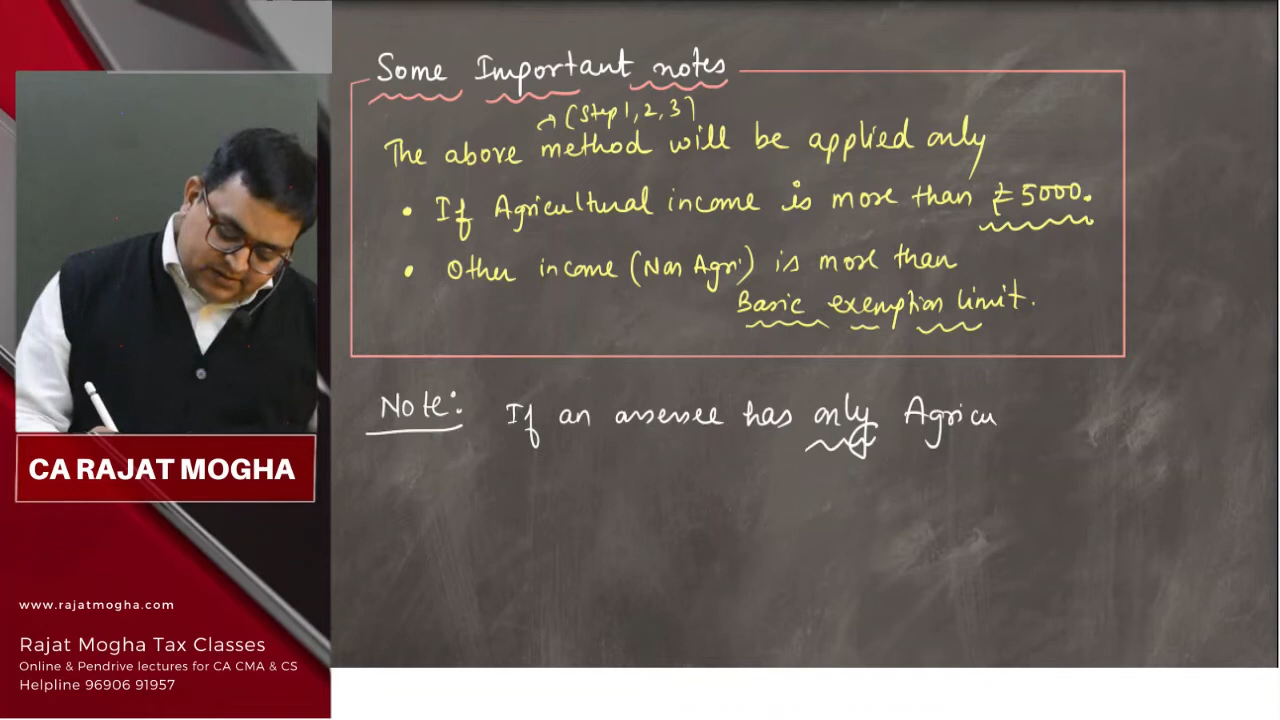 Some Important notes
→ (Step 1, 2, 3)
The above method will be applied only
• If Agricultural income is more than ₹ 5000.
• Other income (Non Agri.) is more than
Basic exemption limit.
Note: If an assessee has only Agricu
CA RAJAT MOGHA
www.rajatmogha.com
Rajat Mogha Tax Classes
Online & Pendrive lectures for CA CMA & CS
Helpline 96906 91957